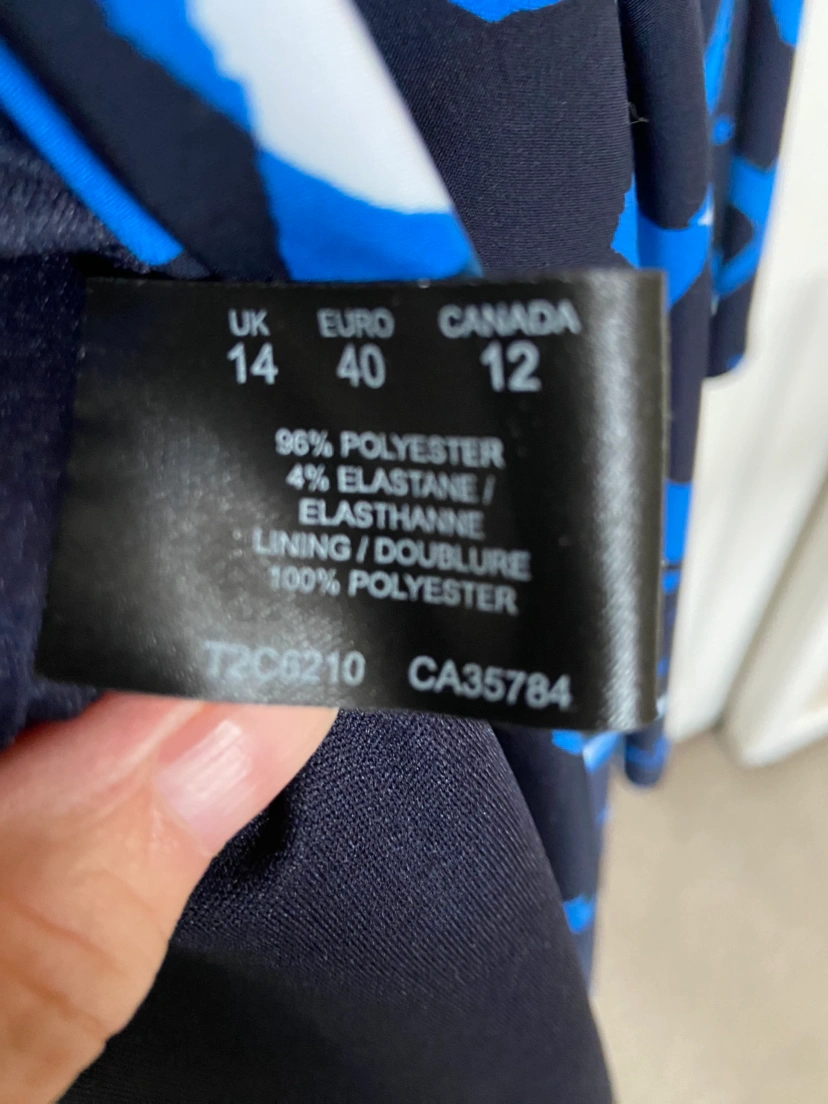 UK EURO CANADA
14 40 12
96% POLYESTER
4% ELASTANE /
ELASTHANNE
LINING / DOUBLURE
100% POLYESTER
T2C6210 CA35784